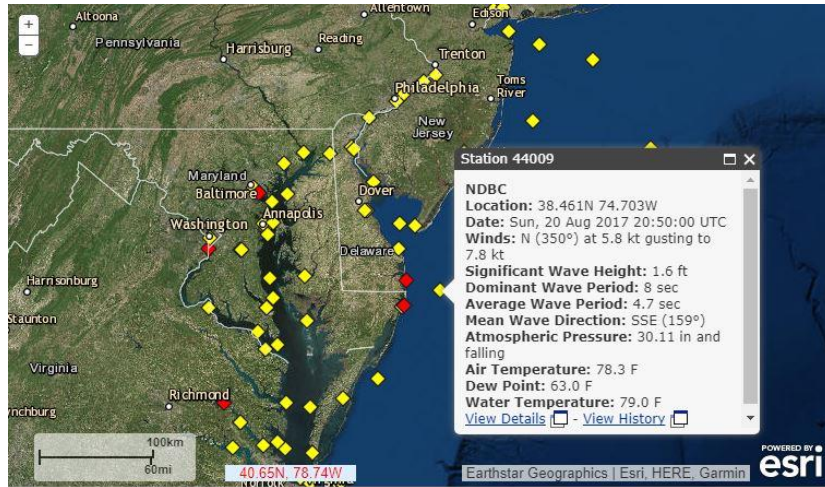 Altoona
Allentown
Edison
Pennsylvania
Reading
Harrisburg
Trenton
Philadelphia
Toms
River
New
Jersey
Maryland
Baltimore
Dover
Washington
Annapolis
Delaware
Harrisonburg
Staunton
Virginia
Richmond
ynchburg
Norfolk
+
−
Station 44009
NDBC
Location: 38.461N 74.703W
Date: Sun, 20 Aug 2017 20:50:00 UTC
Winds: N (350º) at 5.8 kt gusting to
7.8 kt
Significant Wave Height: 1.6 ft
Dominant Wave Period: 8 sec
Average Wave Period: 4.7 sec
Mean Wave Direction: SSE (159º)
Atmospheric Pressure: 30.11 in and
falling
Air Temperature: 78.3 F
Dew Point: 63.0 F
Water Temperature: 79.0 F
View Details - View History
100km
60mi
40.65N, 78.74W
Earthstar Geographics | Esri, HERE, Garmin
POWERED BY
esri